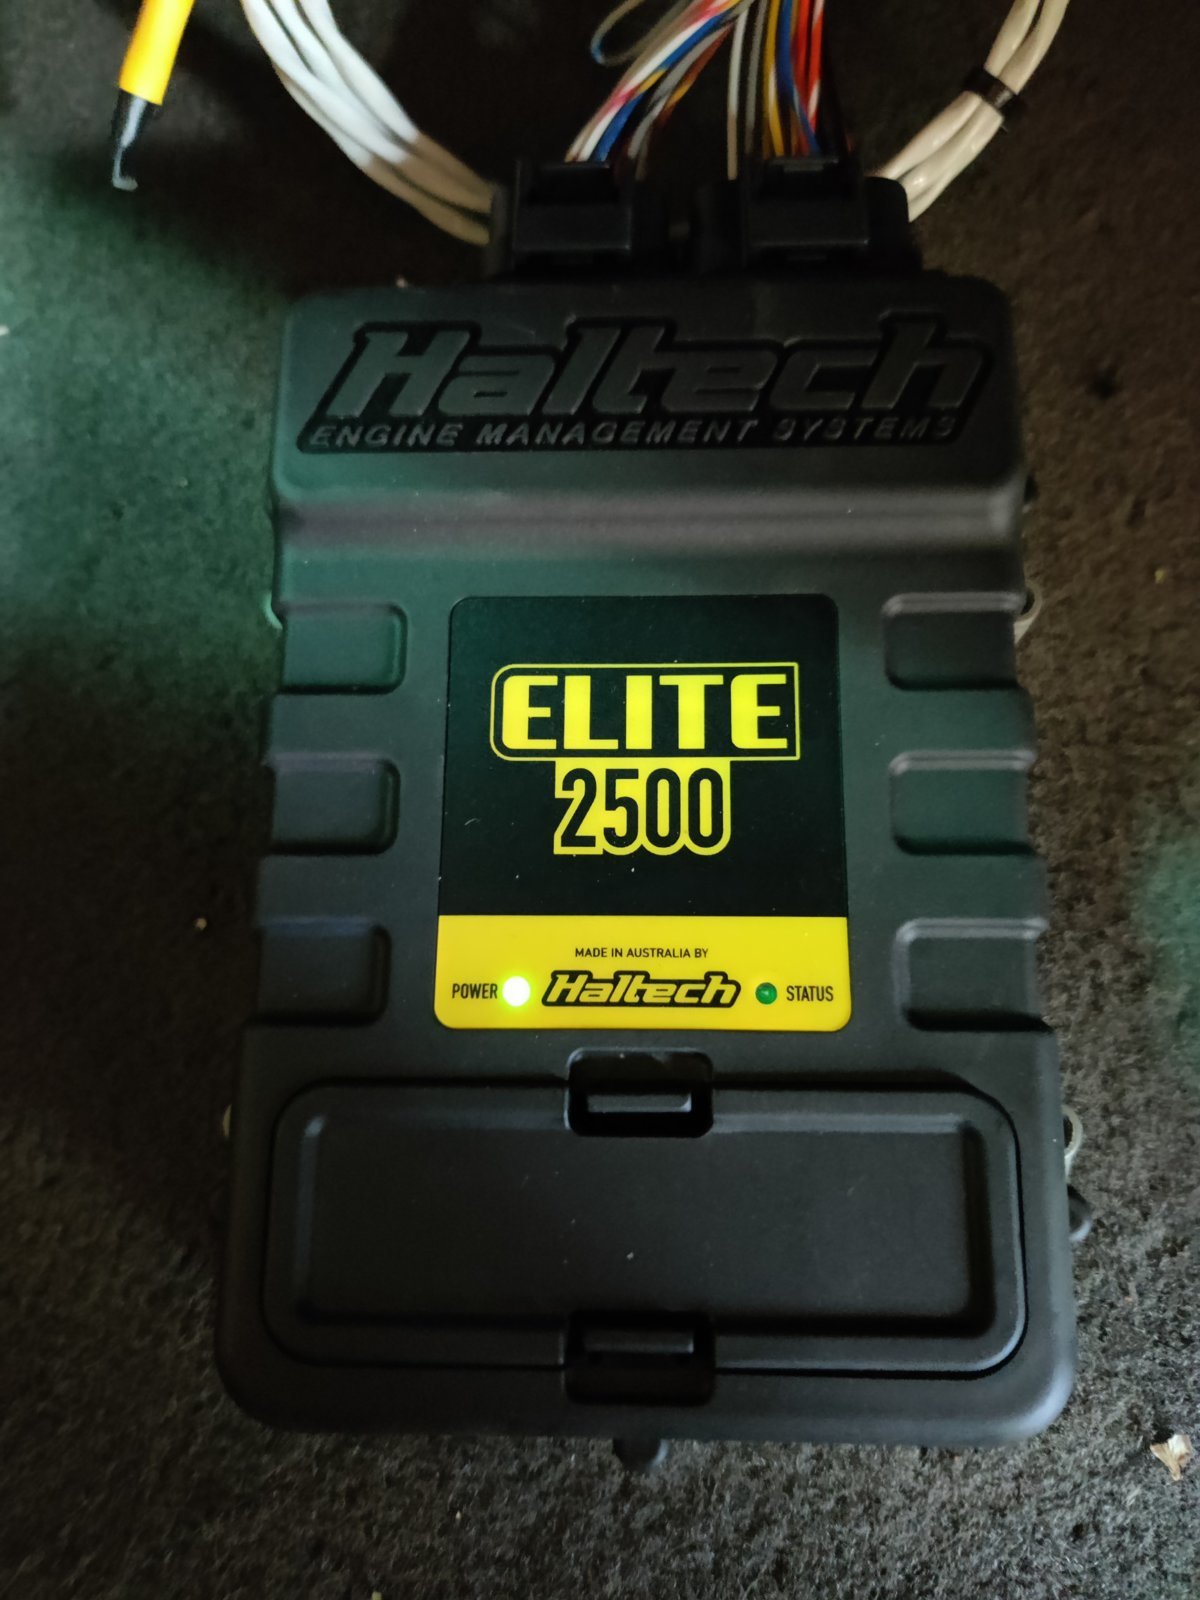 Haltech
ENGINE MANAGEMENT SYSTEMS
ELITE
2500
MADE IN AUSTRALIA BY
POWER Haltech STATUS